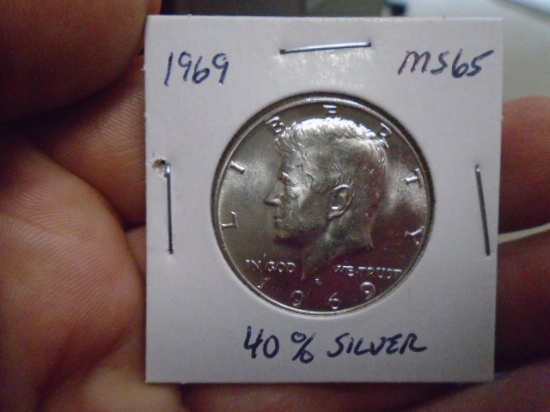 1969 MS65
LIBERTY
IN GOD WE TRUST
1969
40% SILVER